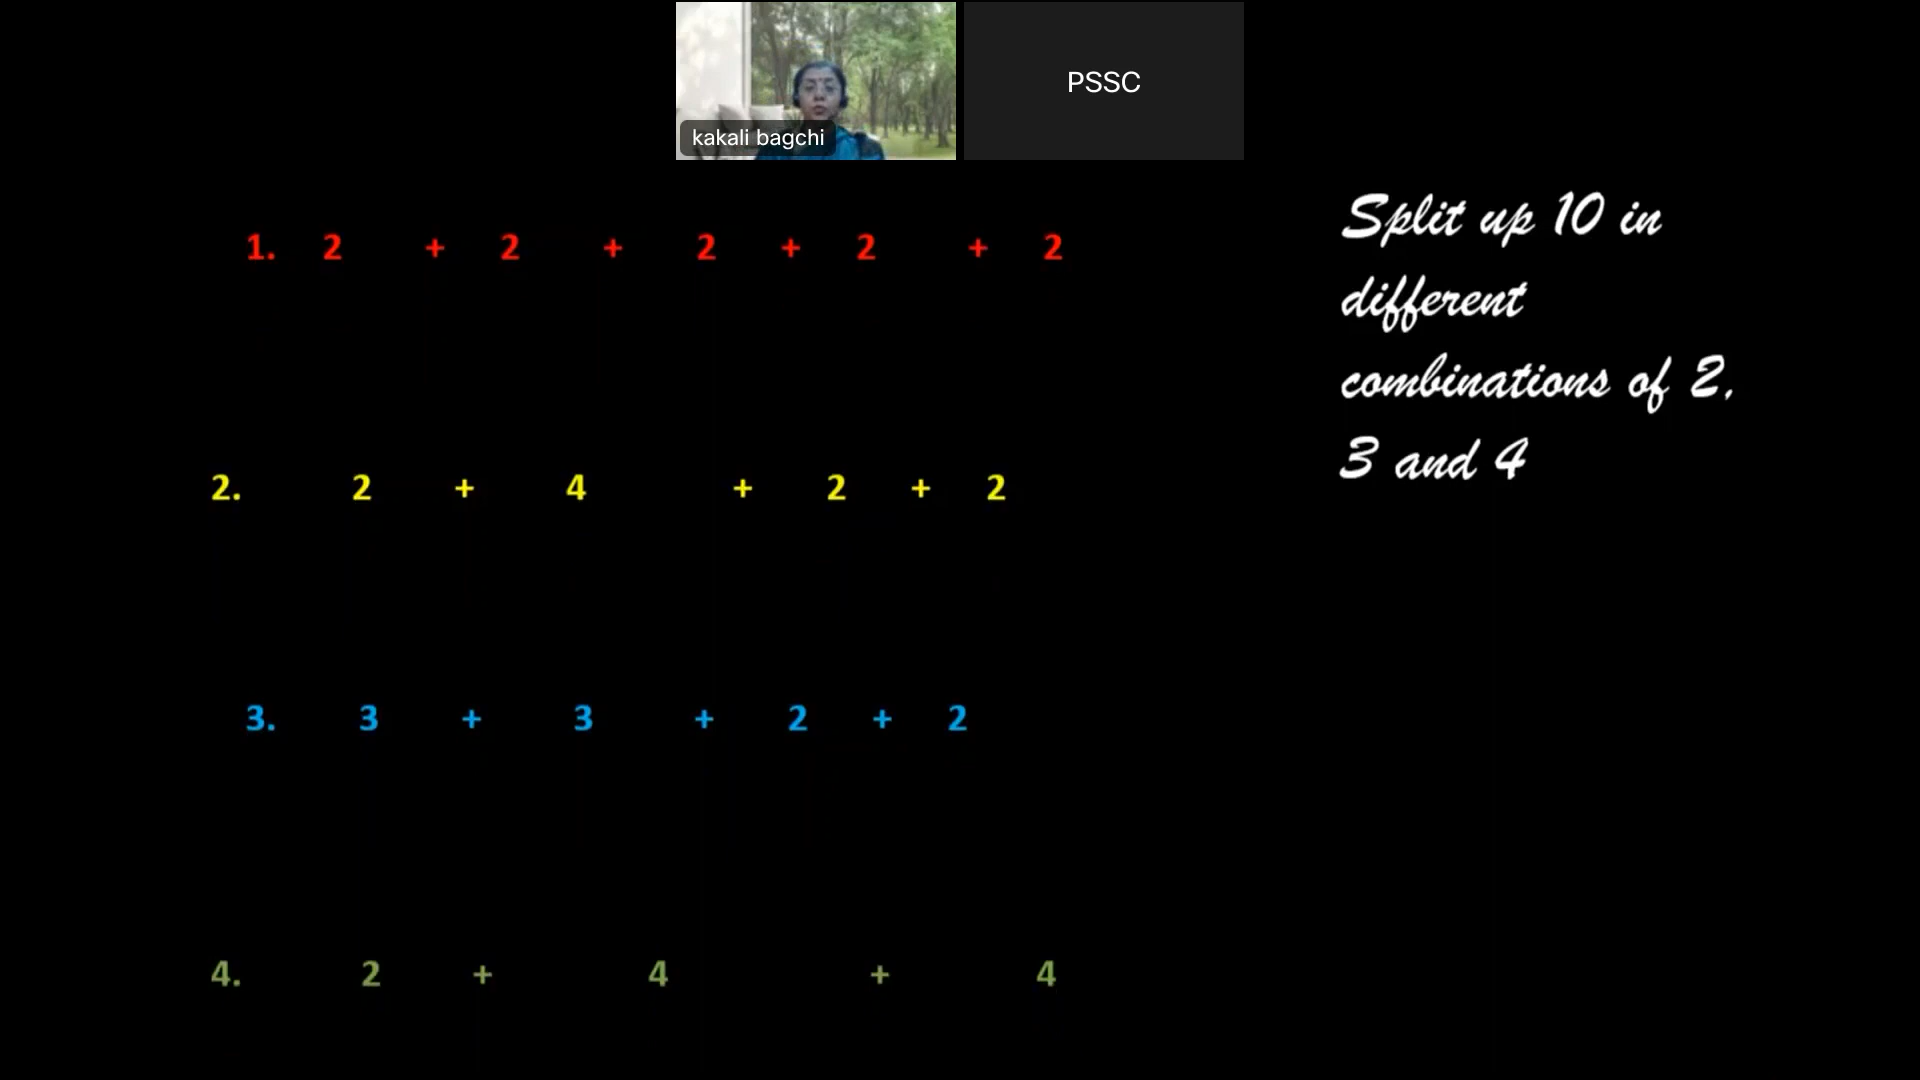 kakali bagchi
PSSC
Split up 10 in
different
combinations of 2,
3 and 4
1. 2 + 2 + 2 + 2 + 2
2. 2 + 4 + 2 + 2
3. 3 + 3 + 2 + 2
4. 2 + 4 + 4